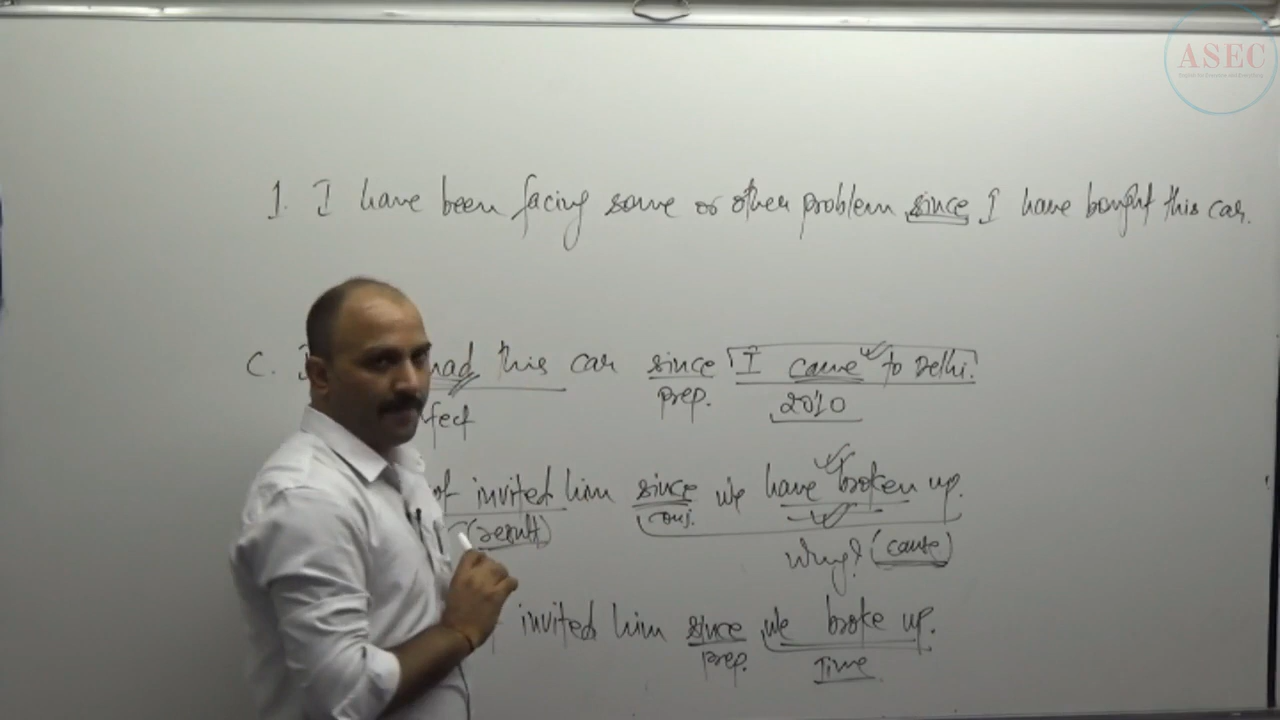 ASEC
1. I have been facing some or other problem since I have bought this car.
C. I had this car since I came to Delhi.
fect prep. 2010
of invited him since we have broken up.
(result) conj.
Why? (cause)
invited him since we broke up.
prep. Time